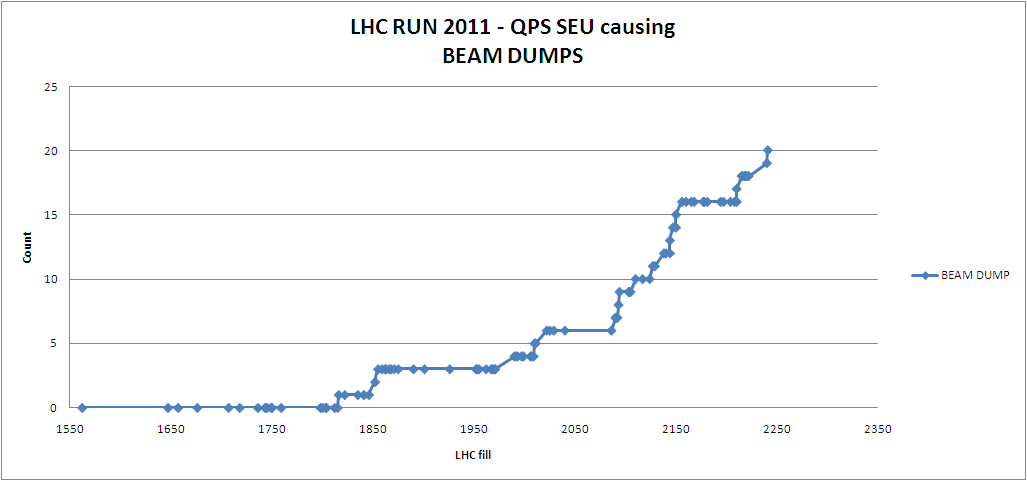 LHC RUN 2011 - QPS SEU causing
BEAM DUMPS
25
20
15
10
5
0
Count
1550 1650 1750 1850 1950 2050 2150 2250 2350
LHC fill
BEAM DUMP